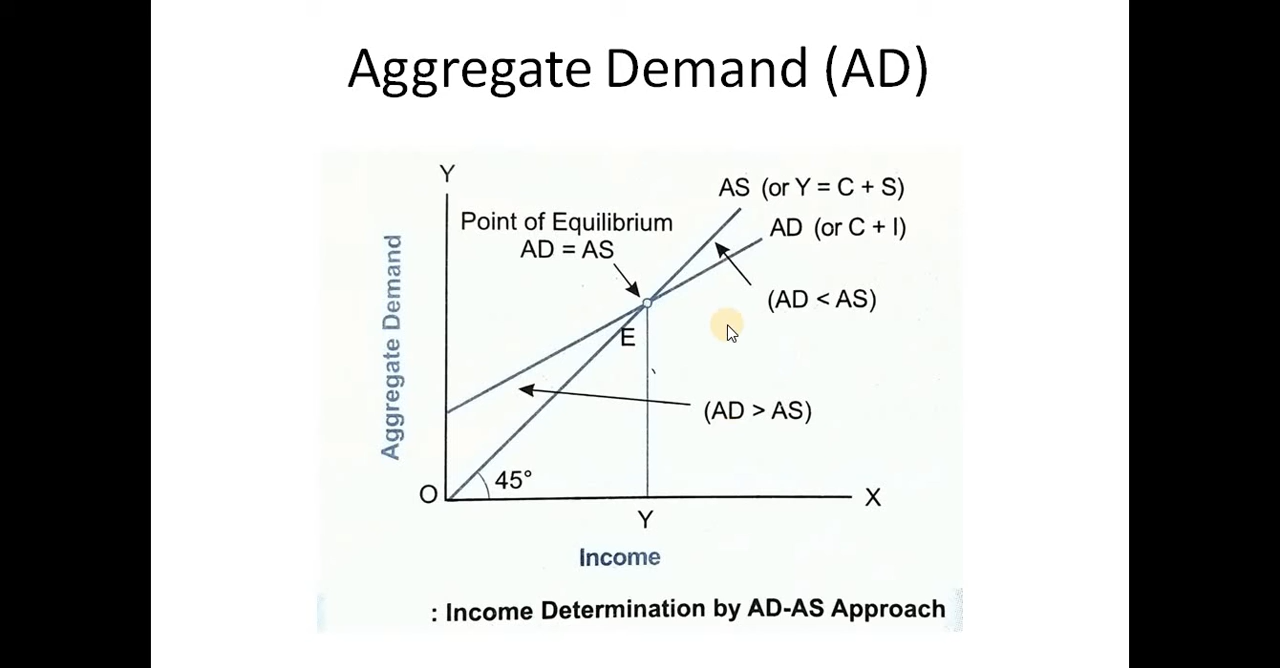 Aggregate Demand (AD)
Y
AS (or Y = C + S)
Point of Equilibrium
AD = AS
AD (or C + I)
(AD < AS)
E
Aggregate Demand
(AD > AS)
45°
O
X
Y
Income
: Income Determination by AD-AS Approach